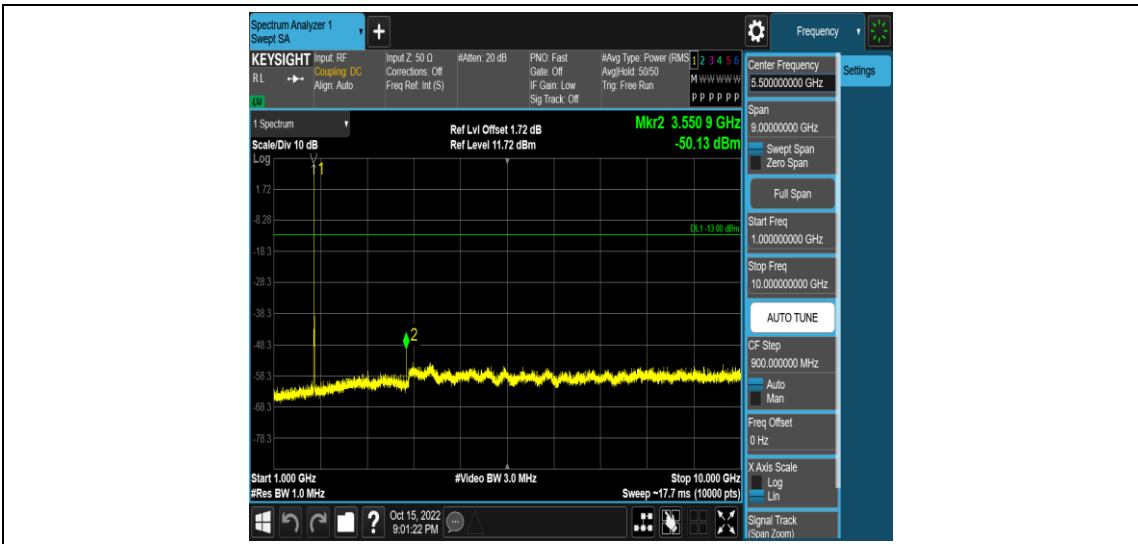 Spectrum Analyzer 1
Swept SA
+
Frequency
KEYSIGHT
RL
LXI
Input: RF
Coupling: DC
Align: Auto
Input Z: 50 Ω
Corrections: Off
Freq Ref: Int (S)
#Atten: 20 dB
PNO: Fast
Gate: Off
IF Gain: Low
Sig Track: Off
#Avg Type: Power (RMS
Avg|Hold: 50/50
Trig: Free Run
1 2 3 4 5 6
M W W W W W
P P P P P P
1 Spectrum
Scale/Div 10 dB
Log
Ref Lvl Offset 1.72 dB
Ref Level 11.72 dBm
Mkr2 3.550 9 GHz
-50.13 dBm
1
1
1.72
-8.28
DL1 -13.00 dBm
-18.3
-28.3
-38.3
2
-48.3
-58.3
-68.3
-78.3
Start 1.000 GHz
#Res BW 1.0 MHz
#Video BW 3.0 MHz
Stop 10.000 GHz
Sweep ~17.7 ms (10000 pts)
?
Oct 15, 2022
9:01:22 PM
Center Frequency
5.500000000 GHz
Settings
Span
9.00000000 GHz
Swept Span
Zero Span
Full Span
Start Freq
1.000000000 GHz
Stop Freq
10.000000000 GHz
AUTO TUNE
CF Step
900.000000 MHz
Auto
Man
Freq Offset
0 Hz
X Axis Scale
Log
Lin
Signal Track
(Span Zoom)